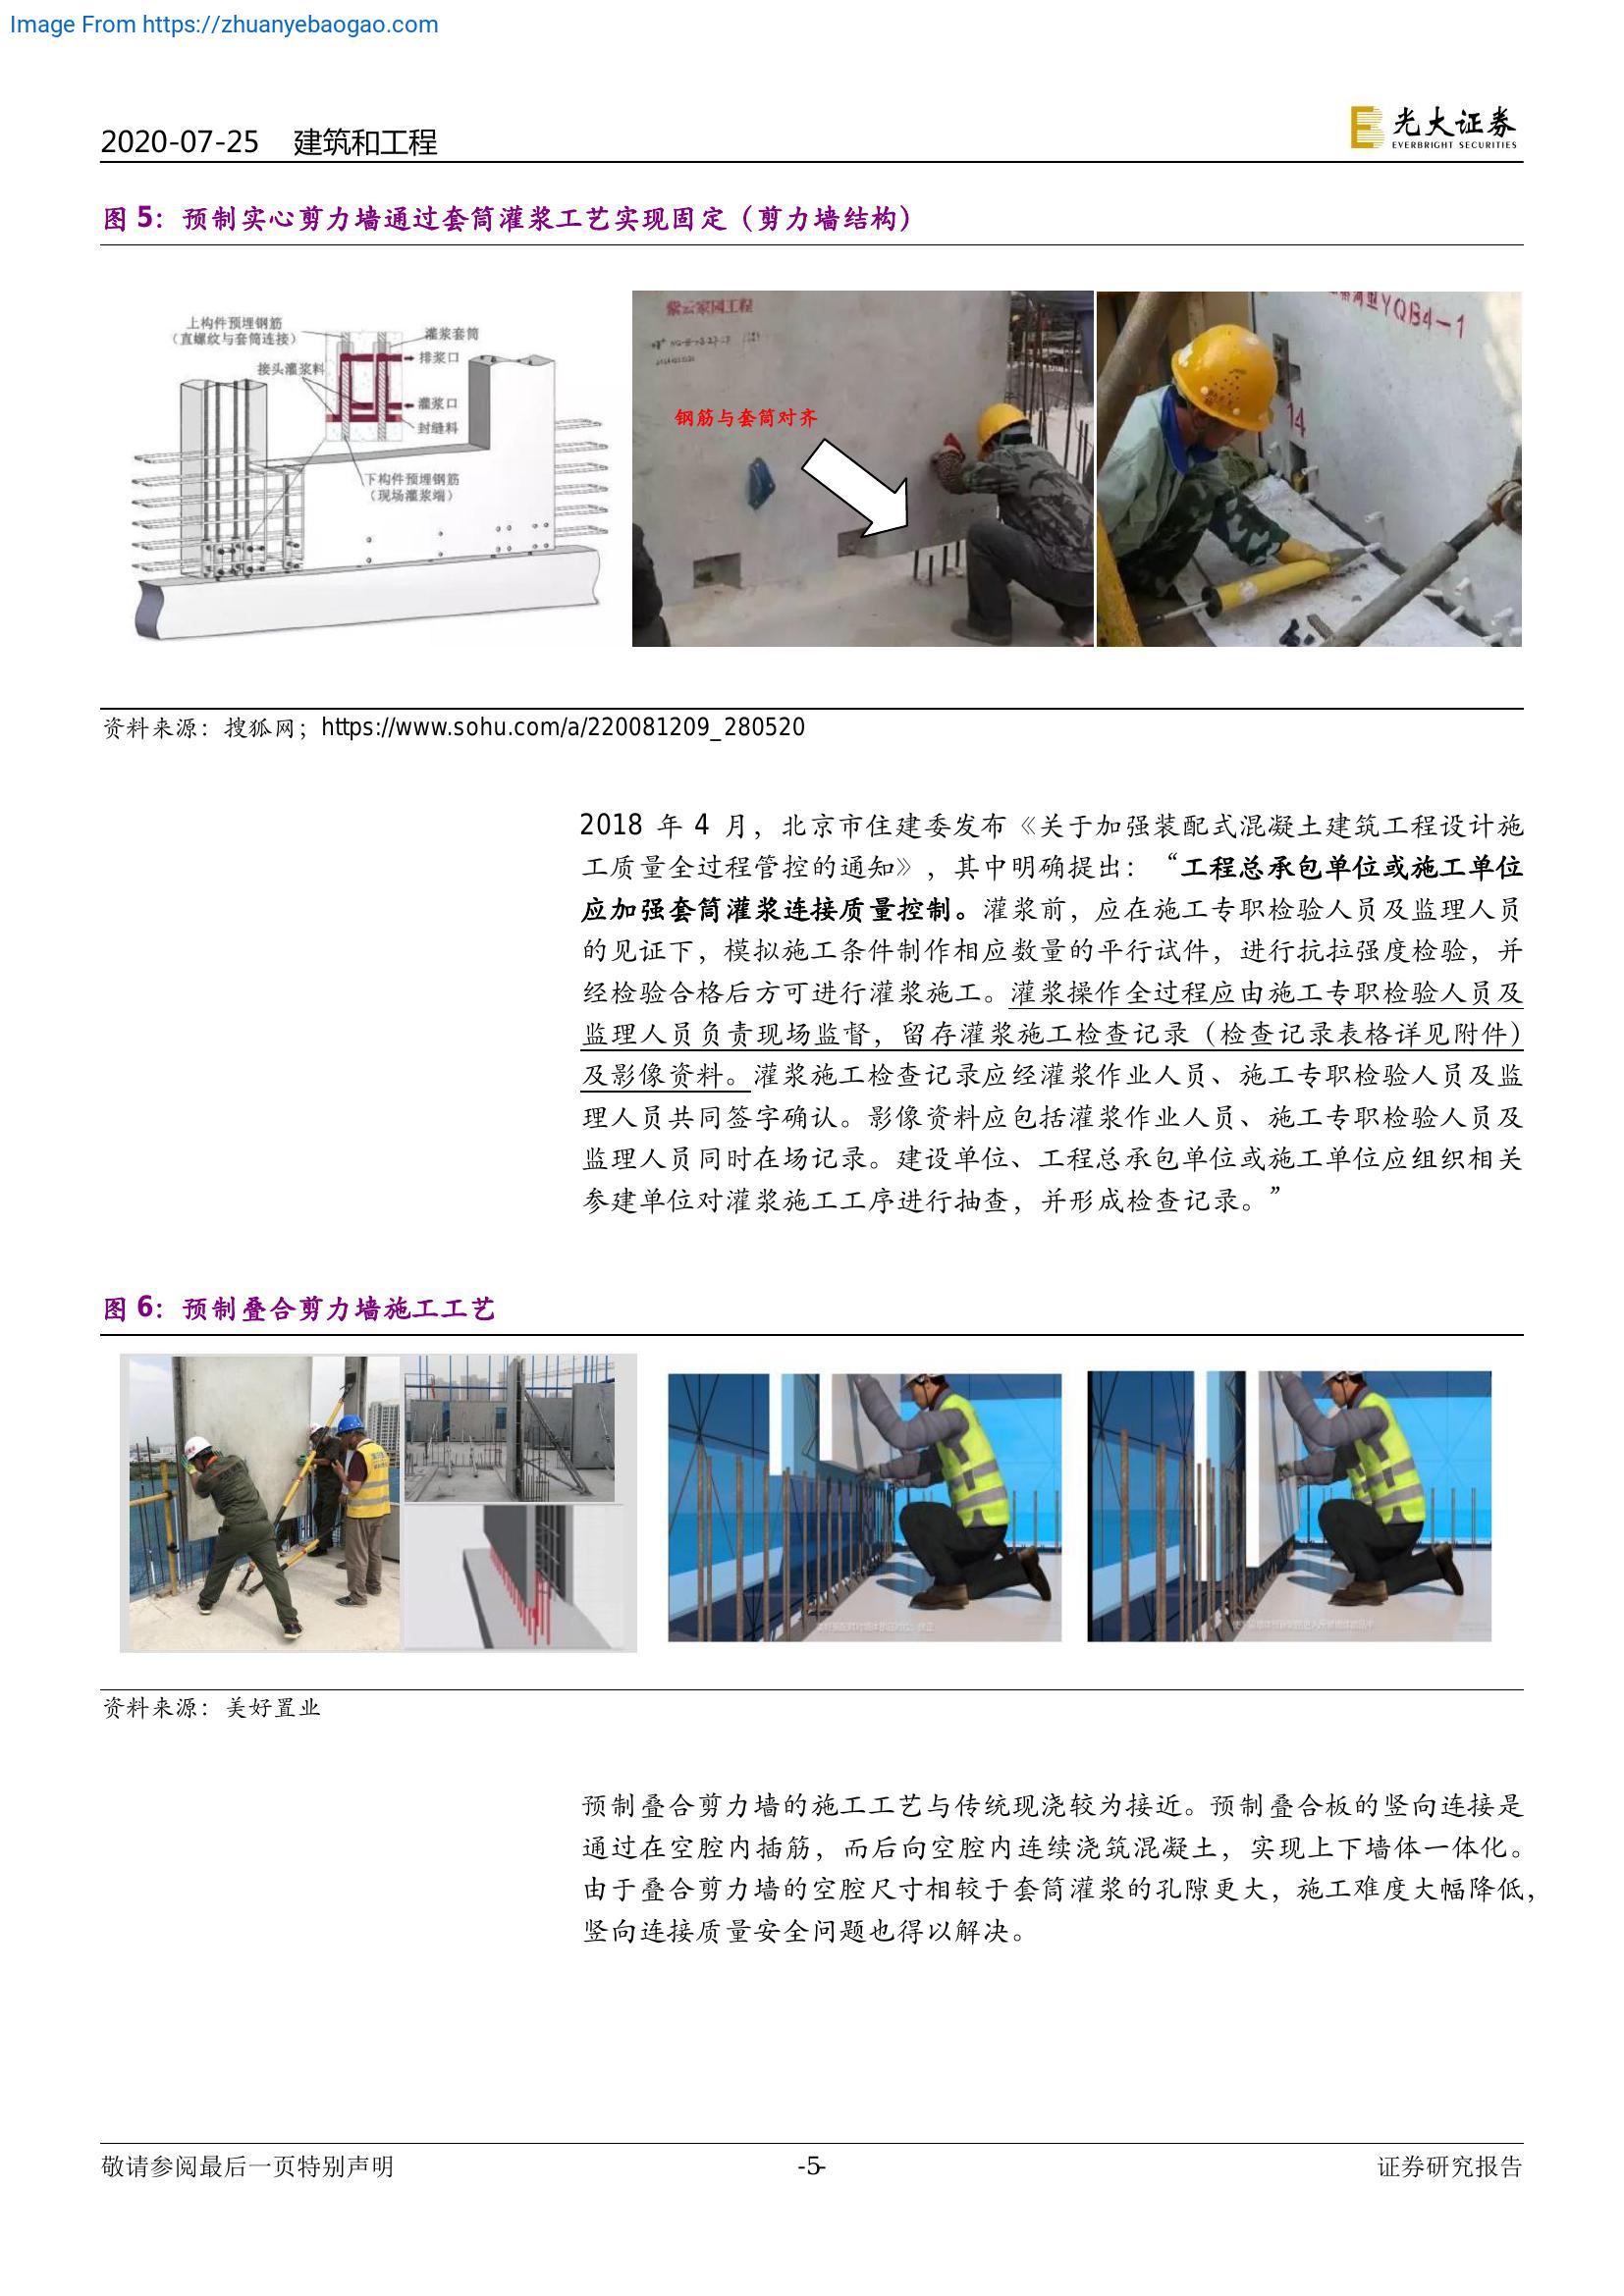 Image From https://zhuanyebaogao.com
2020-07-25 建筑和工程
光大证券
EVERBRIGHT SECURITIES
图 5：预制实心剪力墙通过套筒灌浆工艺实现固定（剪力墙结构）
上构件预埋钢筋
（直螺纹与套筒连接）
灌浆套筒
排浆口
接头灌浆料
灌浆口
封缝料
下构件预埋钢筋
（现场灌浆端）
紫云家园工程
钢筋与套筒对齐
YQB4-1
14
资料来源：搜狐网；https://www.sohu.com/a/220081209_280520
2018 年 4 月，北京市住建委发布《关于加强装配式混凝土建筑工程设计施
工质量全过程管控的通知》，其中明确提出：“工程总承包单位或施工单位
应加强套筒灌浆连接质量控制。灌浆前，应在施工专职检验人员及监理人员
的见证下，模拟施工条件制作相应数量的平行试件，进行抗拉强度检验，并
经检验合格后方可进行灌浆施工。灌浆操作全过程应由施工专职检验人员及
监理人员负责现场监督，留存灌浆施工检查记录（检查记录表格详见附件）
及影像资料。灌浆施工检查记录应经灌浆作业人员、施工专职检验人员及监
理人员共同签字确认。影像资料应包括灌浆作业人员、施工专职检验人员及
监理人员同时在场记录。建设单位、工程总承包单位或施工单位应组织相关
参建单位对灌浆施工工序进行抽查，并形成检查记录。”
图 6：预制叠合剪力墙施工工艺
资料来源：美好置业
预制叠合剪力墙的施工工艺与传统现浇较为接近。预制叠合板的竖向连接是
通过在空腔内插筋，而后向空腔内连续浇筑混凝土，实现上下墙体一体化。
由于叠合剪力墙的空腔尺寸相较于套筒灌浆的孔隙更大，施工难度大幅降低，
竖向连接质量安全问题也得以解决。
敬请参阅最后一页特别声明
-5-
证券研究报告